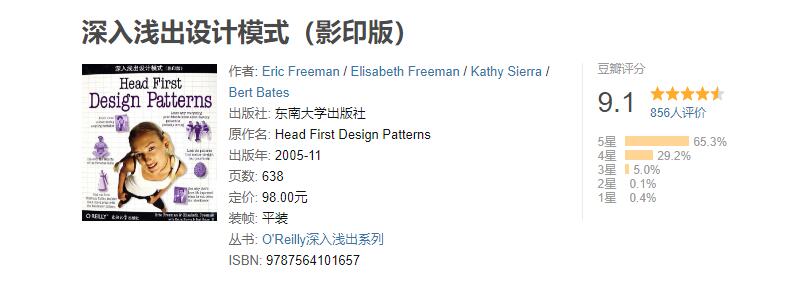 深入浅出设计模式（影印版）
深入浅出设计模式(影印版)
Head First
Design Patterns
O'REILLY
作者: Eric Freeman / Elisabeth Freeman / Kathy Sierra /
Bert Bates
出版社: 东南大学出版社
原作名: Head First Design Patterns
出版年: 2005-11
页数: 638
定价: 98.00元
装帧: 平装
丛书: O'Reilly深入浅出系列
ISBN: 9787564101657
豆瓣评分
9.1
856人评价
5星 65.3%
4星 29.2%
3星 5.0%
2星 0.1%
1星 0.4%